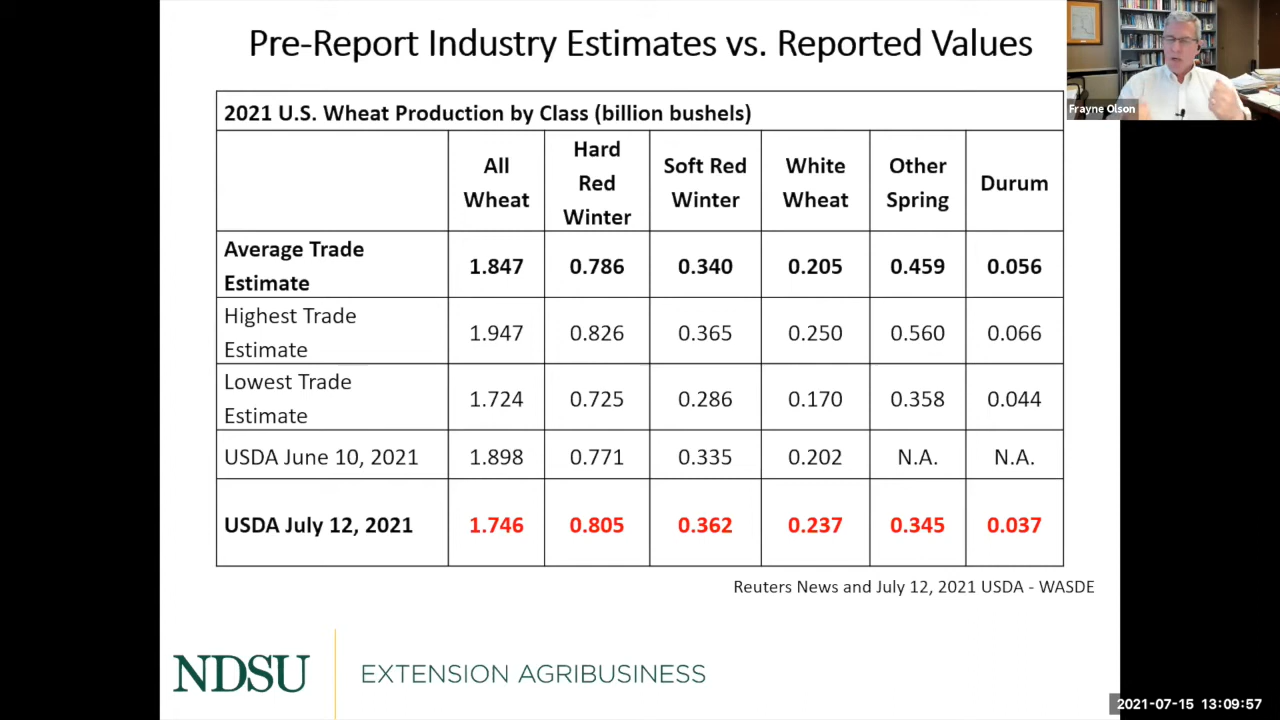 Pre-Report Industry Estimates vs. Reported Values
Frayne Olson
2021 U.S. Wheat Production by Class (billion bushels)
All Wheat
Hard Red Winter
Soft Red Winter
White Wheat
Other Spring
Durum
Average Trade Estimate 1.847 0.786 0.340 0.205 0.459 0.056
Highest Trade Estimate 1.947 0.826 0.365 0.250 0.560 0.066
Lowest Trade Estimate 1.724 0.725 0.286 0.170 0.358 0.044
USDA June 10, 2021 1.898 0.771 0.335 0.202 N.A. N.A.
USDA July 12, 2021 1.746 0.805 0.362 0.237 0.345 0.037
Reuters News and July 12, 2021 USDA - WASDE
NDSU EXTENSION AGRIBUSINESS
2021-07-15 13:09:57